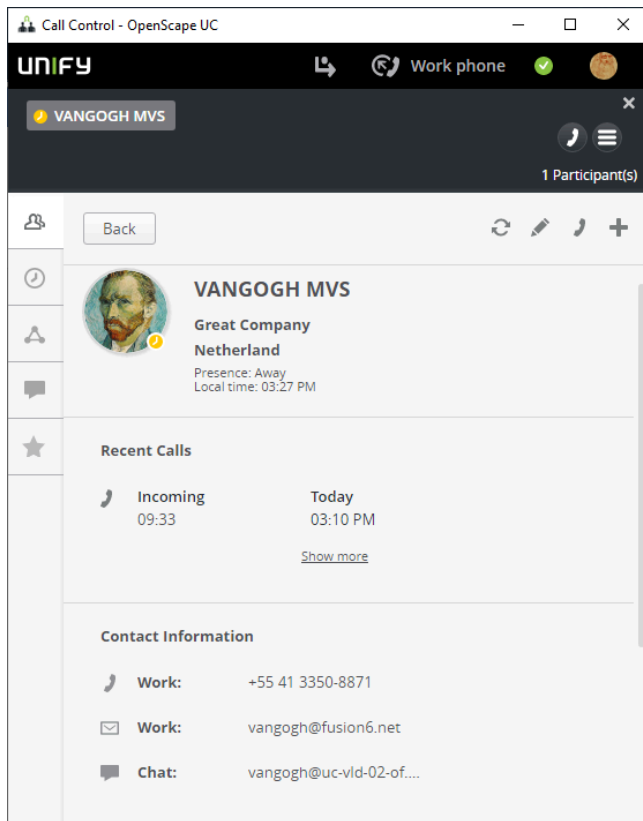 Call Control - OpenScape UC
UNIFY
Work phone
VANGOGH MVS
1 Participant(s)
Back
VANGOGH MVS
Great Company
Netherland
Presence: Away
Local time: 03:27 PM
Recent Calls
Incoming Today
09:33 03:10 PM
Show more
Contact Information
Work: +55 41 3350-8871
Work: vangogh@fusion6.net
Chat: vangogh@uc-vld-02-of....